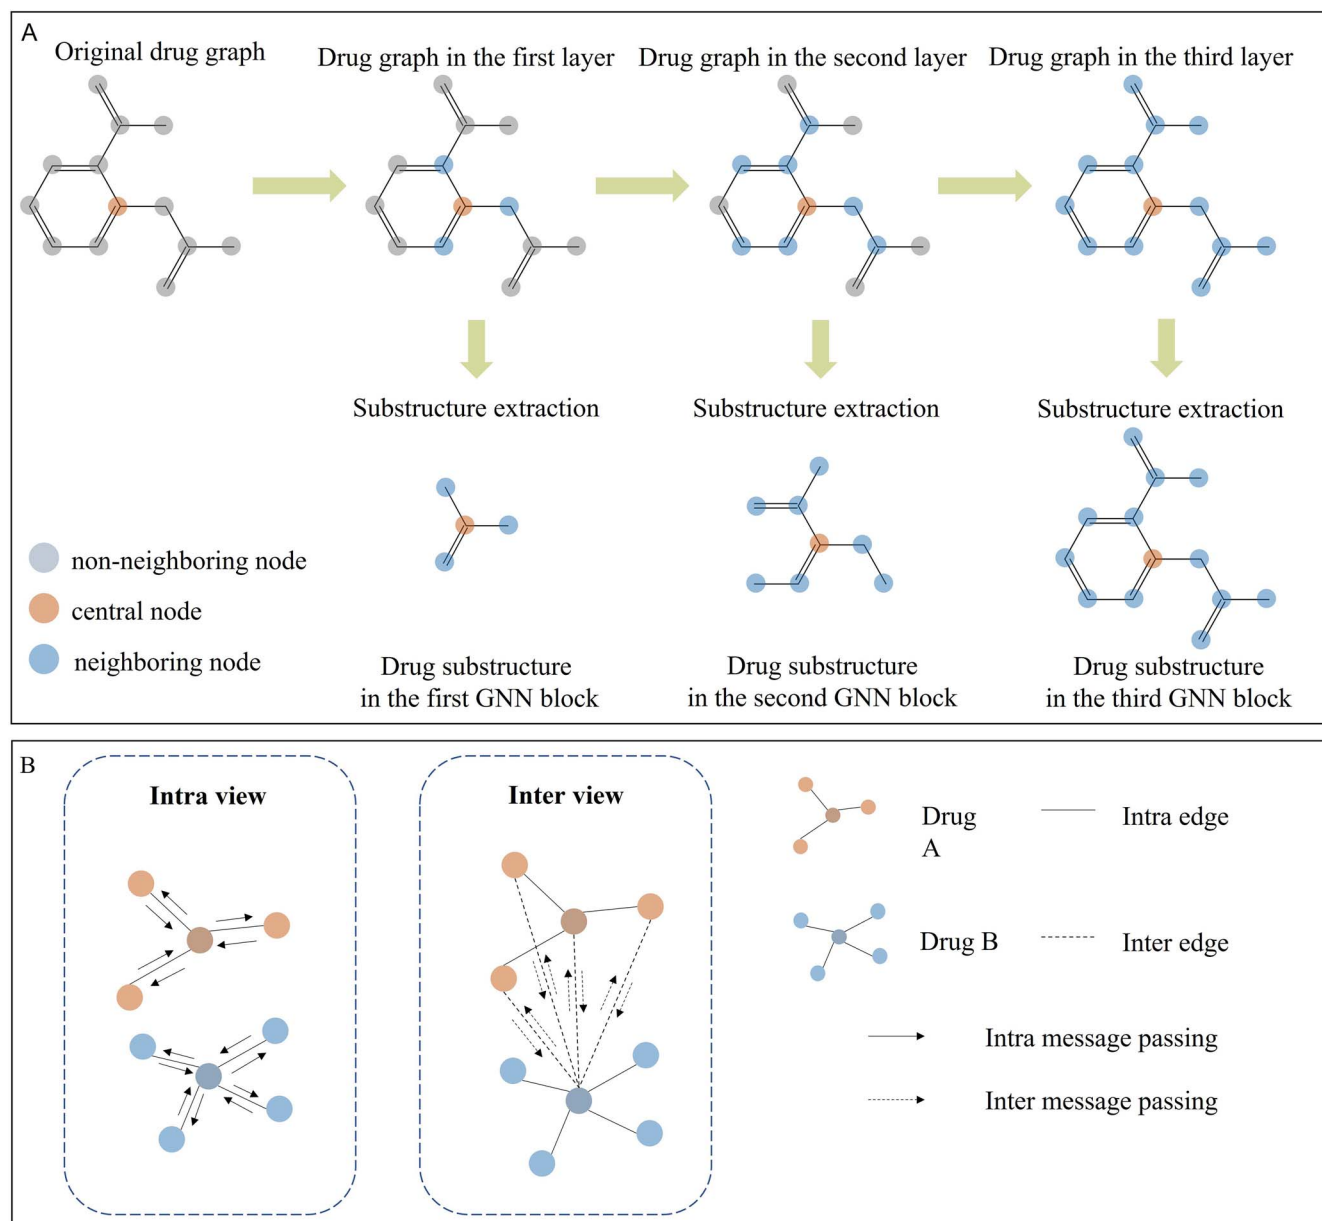 A
Original drug graph
Drug graph in the first layer
Drug graph in the second layer
Drug graph in the third layer
Substructure extraction
Substructure extraction
Substructure extraction
non-neighboring node
central node
neighboring node
Drug substructure
in the first GNN block
Drug substructure
in the second GNN block
Drug substructure
in the third GNN block
B
Intra view
Inter view
Drug
A
Intra edge
Drug B
Inter edge
Intra message passing
Inter message passing